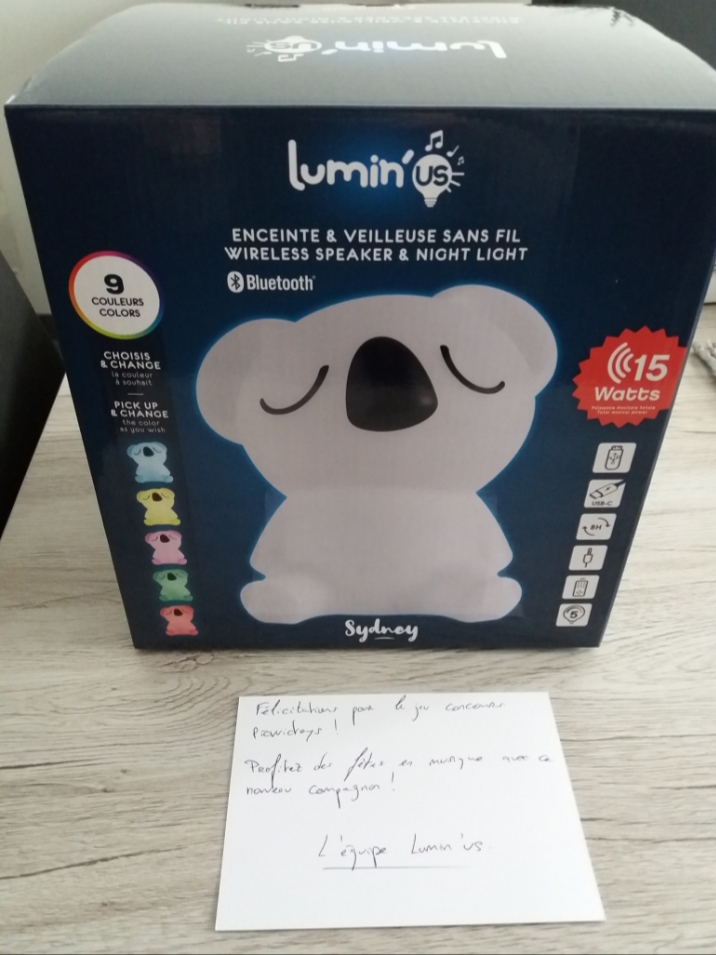 lumin'us
lumin'us
ENCEINTE & VEILLEUSE SANS FIL
WIRELESS SPEAKER & NIGHT LIGHT
Bluetooth
9
COULEURS
COLORS
CHOISIS
& CHANGE
la couleur
à souhait
PICK UP
& CHANGE
the color
as you wish
15
Watts
USB-C
8H
5
Sydney
Félicitations pour le jeu concours
!
Profitez des fêtes en musique avec ce
nouveau compagnon !
L'équipe Lumin'us.